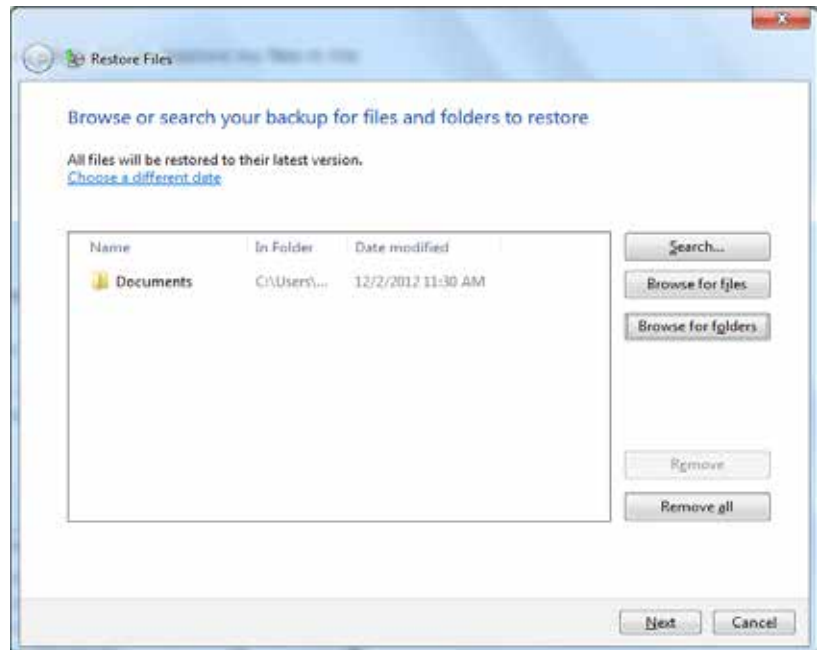 Restore Files
Browse or search your backup for files and folders to restore
All files will be restored to their latest version.
Choose a different date
Name In Folder Date modified
Documents C:\Users\... 12/2/2012 11:30 AM
Search...
Browse for files
Browse for folders
Remove
Remove all
Next Cancel